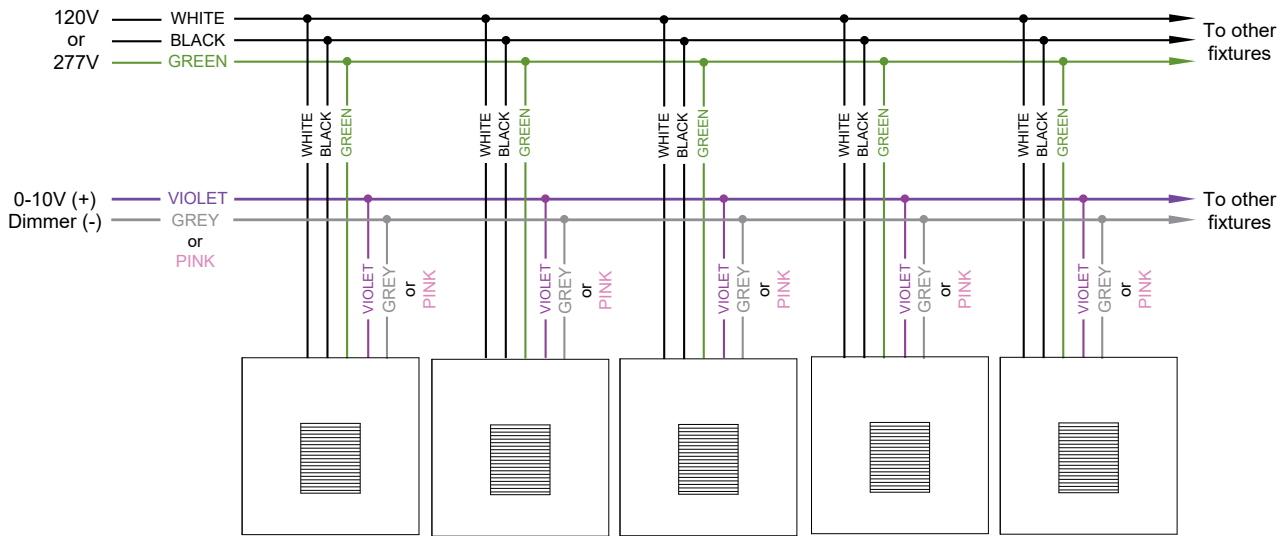 120V
or
277V
WHITE
BLACK
GREEN
To other
fixtures
WHITE
BLACK
GREEN
WHITE
BLACK
GREEN
WHITE
BLACK
GREEN
WHITE
BLACK
GREEN
WHITE
BLACK
GREEN
0-10V (+)
Dimmer (-)
VIOLET
GREY
or
PINK
To other
fixtures
VIOLET
GREY
or
PINK
VIOLET
GREY
or
PINK
VIOLET
GREY
or
PINK
VIOLET
GREY
or
PINK
VIOLET
GREY
or
PINK